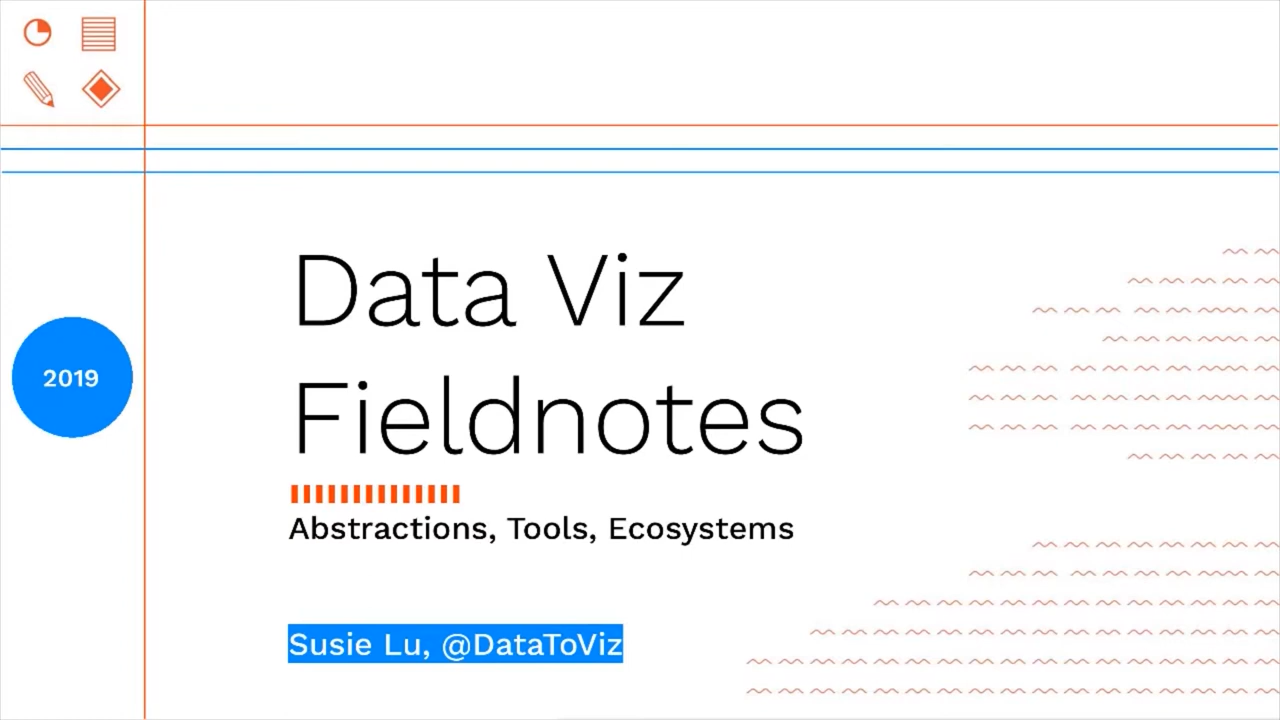 2019
Data Viz
Fieldnotes
Abstractions, Tools, Ecosystems
Susie Lu, @DataToViz